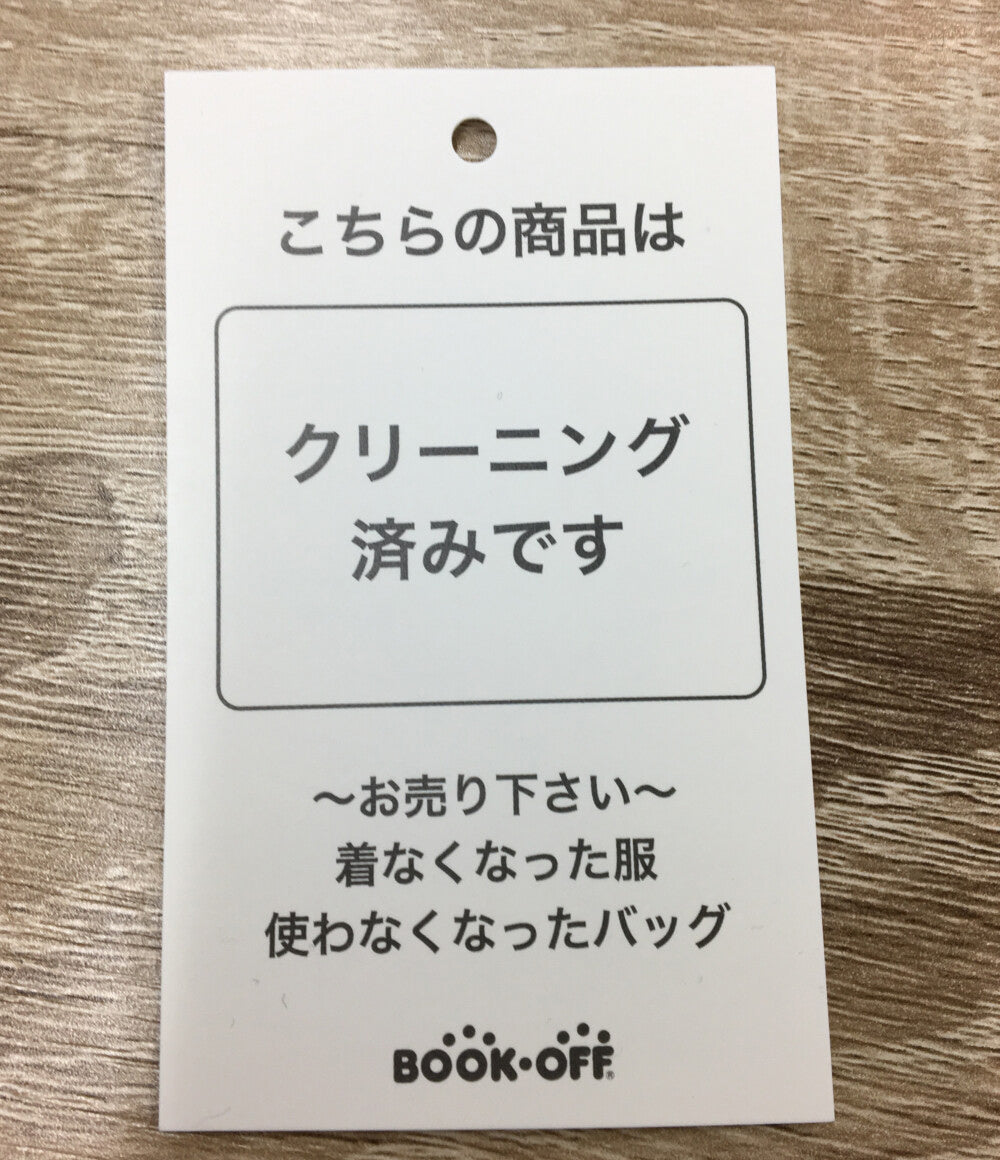 こちらの商品は
クリーニング
済みです
～お売り下さい～
着なくなった服
使わなくなったバッグ
BOOK・OFF®